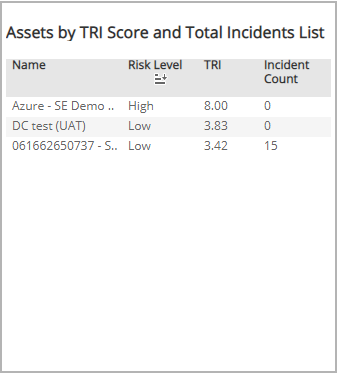 Assets by TRI Score and Total Incidents List
Name Risk Level TRI Incident Count
Azure - SE Demo .. High 8.00 0
DC test (UAT) Low 3.83 0
061662650737 - S.. Low 3.42 15